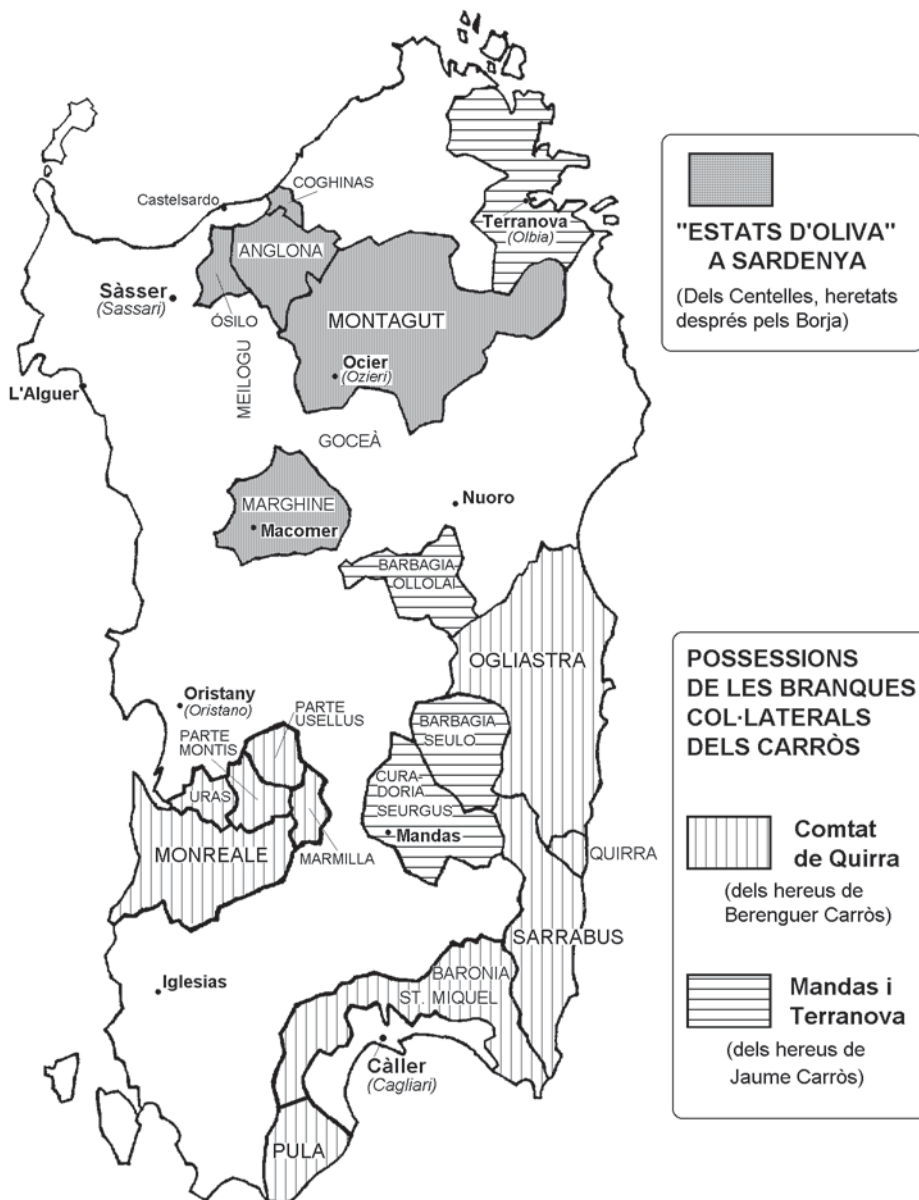 COGHINAS
Castelsardo
Terranova
(Olbia)
ANGLONA
Sàsser
(Sassari)
ÓSILO
MONTAGUT
MEILOGU
Ocier
(Ozieri)
L'Alguer
GOCEÀ
MARGHINE
Macomer
Nuoro
BARBAGIA
OLLOLAI
OGLIASTRA
Oristany
(Oristano)
PARTE
USELLUS
PARTE
MONTIS
BARBAGIA
SEULO
URAS
CURA-
DORIA
SEURGUS
Mandas
MONREALE
MARMILLA
QUIRRA
SARRABUS
Iglesias
BARONIA
ST. MIQUEL
Càller
(Cagliari)
PULA
"ESTATS D'OLIVA"
A SARDENYA
(Dels Centelles, heretats
després pels Borja)
POSSESSIONS
DE LES BRANQUES
COL·LATERALS
DELS CARRÒS
Comtat
de Quirra
(dels hereus de
Berenguer Carròs)
Mandas i
Terranova
(dels hereus de
Jaume Carròs)